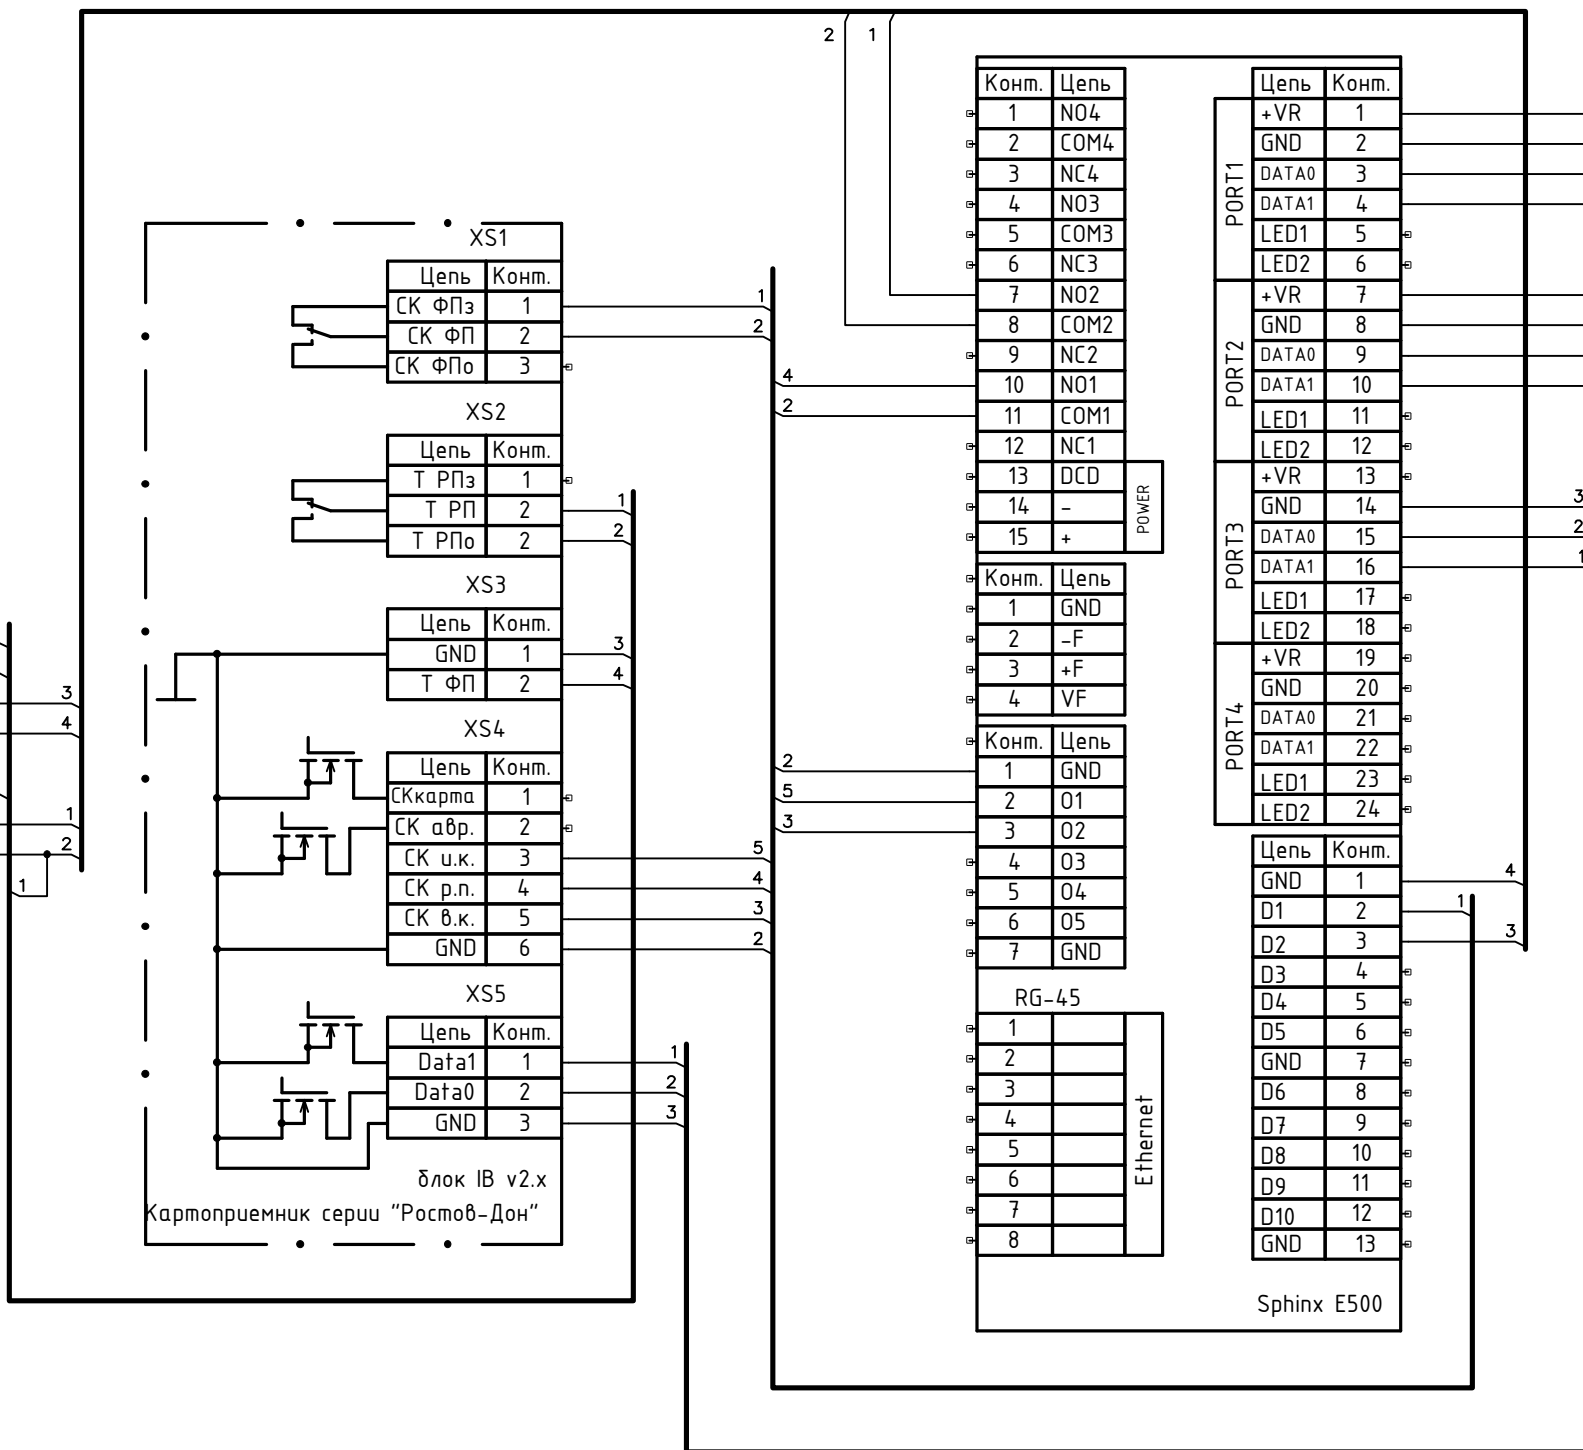 2 1
XS1
Цепь Конт.
СК ФПз 1
СК ФП 2
СК ФПо 3
1
2
XS2
Цепь Конт.
Т РПз 1
Т РП 2
Т РПо 2
1
2
XS3
Цепь Конт.
GND 1
Т ФП 2
3
4
XS4
Цепь Конт.
СКкарта 1
СК авр. 2
СК и.к. 3
СК р.п. 4
СК в.к. 5
GND 6
5
4
3
2
XS5
Цепь Конт.
Data1 1
Data0 2
GND 3
1
2
3
блок IB v2.x
Картоприемник серии "Ростов-Дон"
3
4
1
2
1
4
2
2
5
3
Конт. Цепь
1 NO4
2 COM4
3 NC4
4 NO3
5 COM3
6 NC3
7 NO2
8 COM2
9 NC2
10 NO1
11 COM1
12 NC1
13 DCD
14 -
15 +
POWER
Конт. Цепь
1 GND
2 -F
3 +F
4 VF
Конт. Цепь
1 GND
2 O1
3 O2
4 O3
5 O4
6 O5
7 GND
RG-45
1
2
3
4
5
6
7
8
Ethernet
Цепь Конт.
PORT1
+VR 1
GND 2
DATA0 3
DATA1 4
LED1 5
LED2 6
PORT2
+VR 7
GND 8
DATA0 9
DATA1 10
LED1 11
LED2 12
PORT3
+VR 13
GND 14
DATA0 15
DATA1 16
LED1 17
LED2 18
PORT4
+VR 19
GND 20
DATA0 21
DATA1 22
LED1 23
LED2 24
3
2
1
Цепь Конт.
GND 1
D1 2
D2 3
D3 4
D4 5
D5 6
GND 7
D6 8
D7 9
D8 10
D9 11
D10 12
GND 13
4
1
3
Sphinx E500